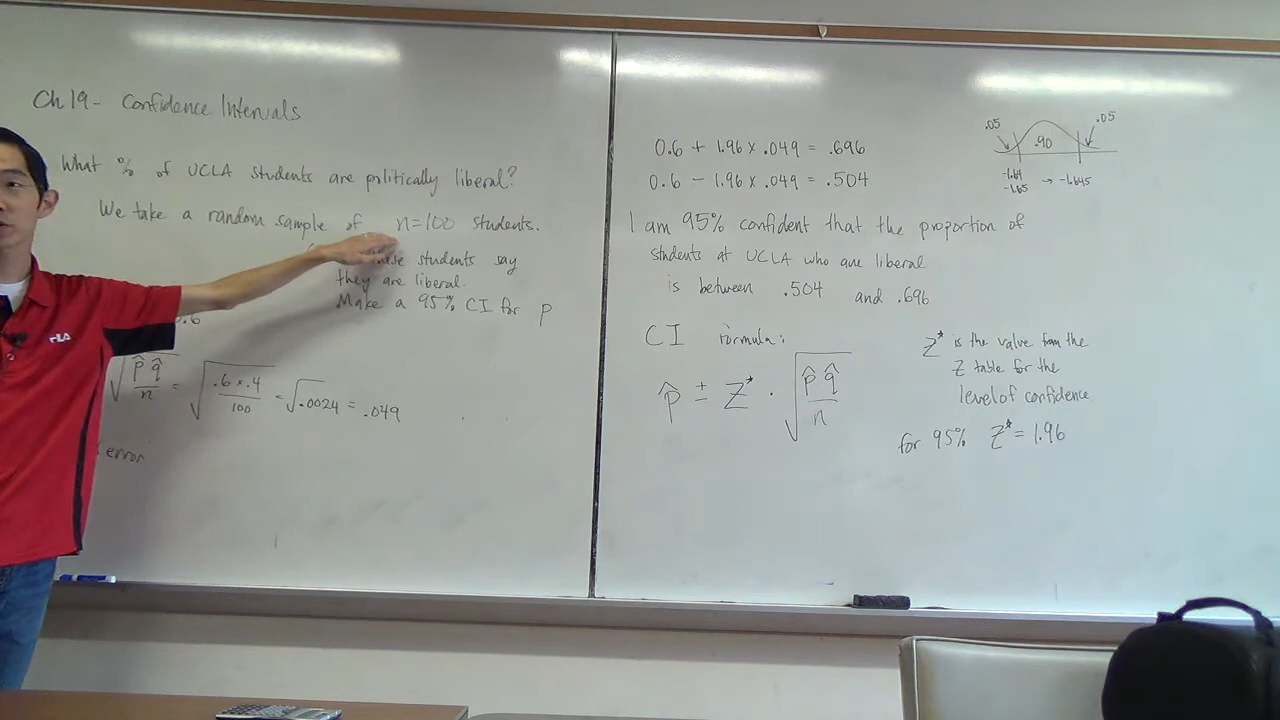 Ch 19 - Confidence Intervals
What % of UCLA students are politically liberal?
We take a random sample of n=100 students.
these students say
they are liberal.
Make a 95% CI for p
0.6
√(p̂ q̂ / n) = √(.6 x .4 / 100) = √.0024 = .049
error
FILA
0.6 + 1.96 x .049 = .696
0.6 - 1.96 x .049 = .504
I am 95% confident that the proportion of
students at UCLA who are liberal
is between .504 and .696
CI formula:
p̂ ± Z* · √(p̂ q̂ / n)
.05 .90 .05
-1.64
-1.65 → -1.645
Z* is the value from the
Z table for the
level of confidence
for 95% Z* = 1.96